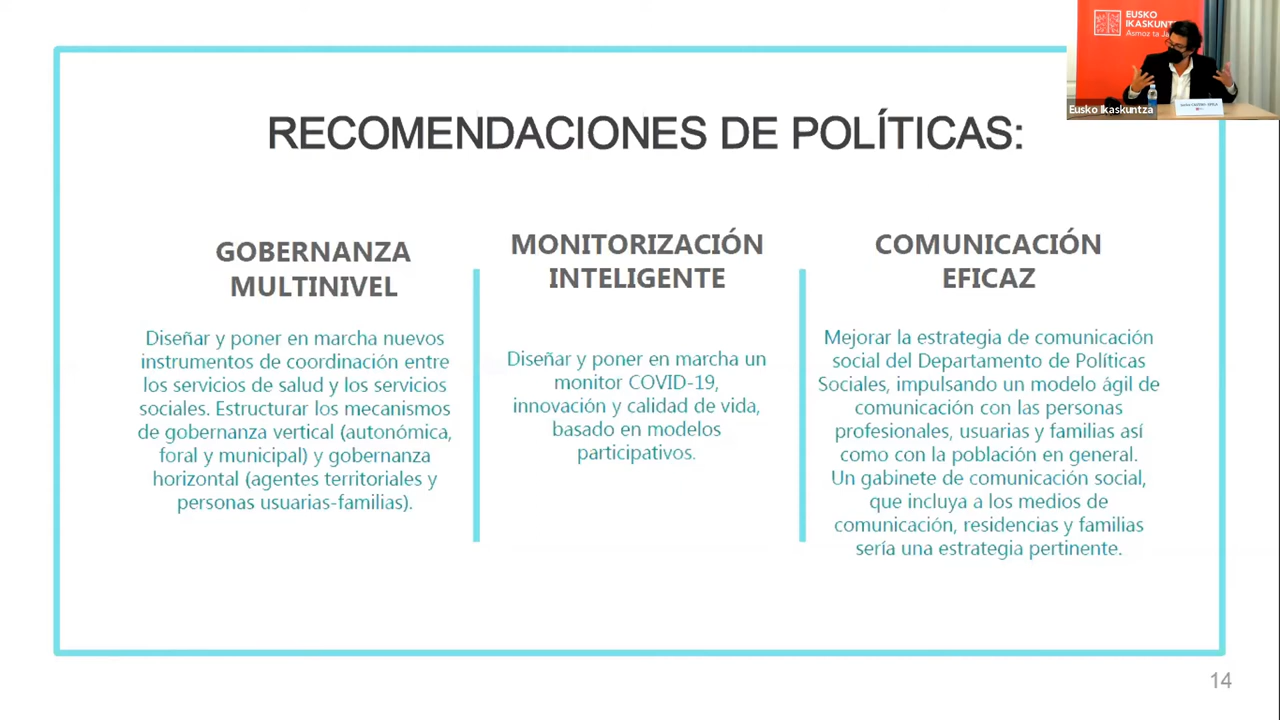 EUSKO
IKASKUNT
Asmoz ta Ja
Eusko Ikaskuntza
RECOMENDACIONES DE POLÍTICAS:
GOBERNANZA
MULTINIVEL
Diseñar y poner en marcha nuevos
instrumentos de coordinación entre
los servicios de salud y los servicios
sociales. Estructurar los mecanismos
de gobernanza vertical (autonómica,
foral y municipal) y gobernanza
horizontal (agentes territoriales y
personas usuarias-familias).
MONITORIZACIÓN
INTELIGENTE
Diseñar y poner en marcha un
monitor COVID-19,
innovación y calidad de vida,
basado en modelos
participativos.
COMUNICACIÓN
EFICAZ
Mejorar la estrategia de comunicación
social del Departamento de Políticas
Sociales, impulsando un modelo ágil de
comunicación con las personas
profesionales, usuarias y familias así
como con la población en general.
Un gabinete de comunicación social,
que incluya a los medios de
comunicación, residencias y familias
sería una estrategia pertinente.
14